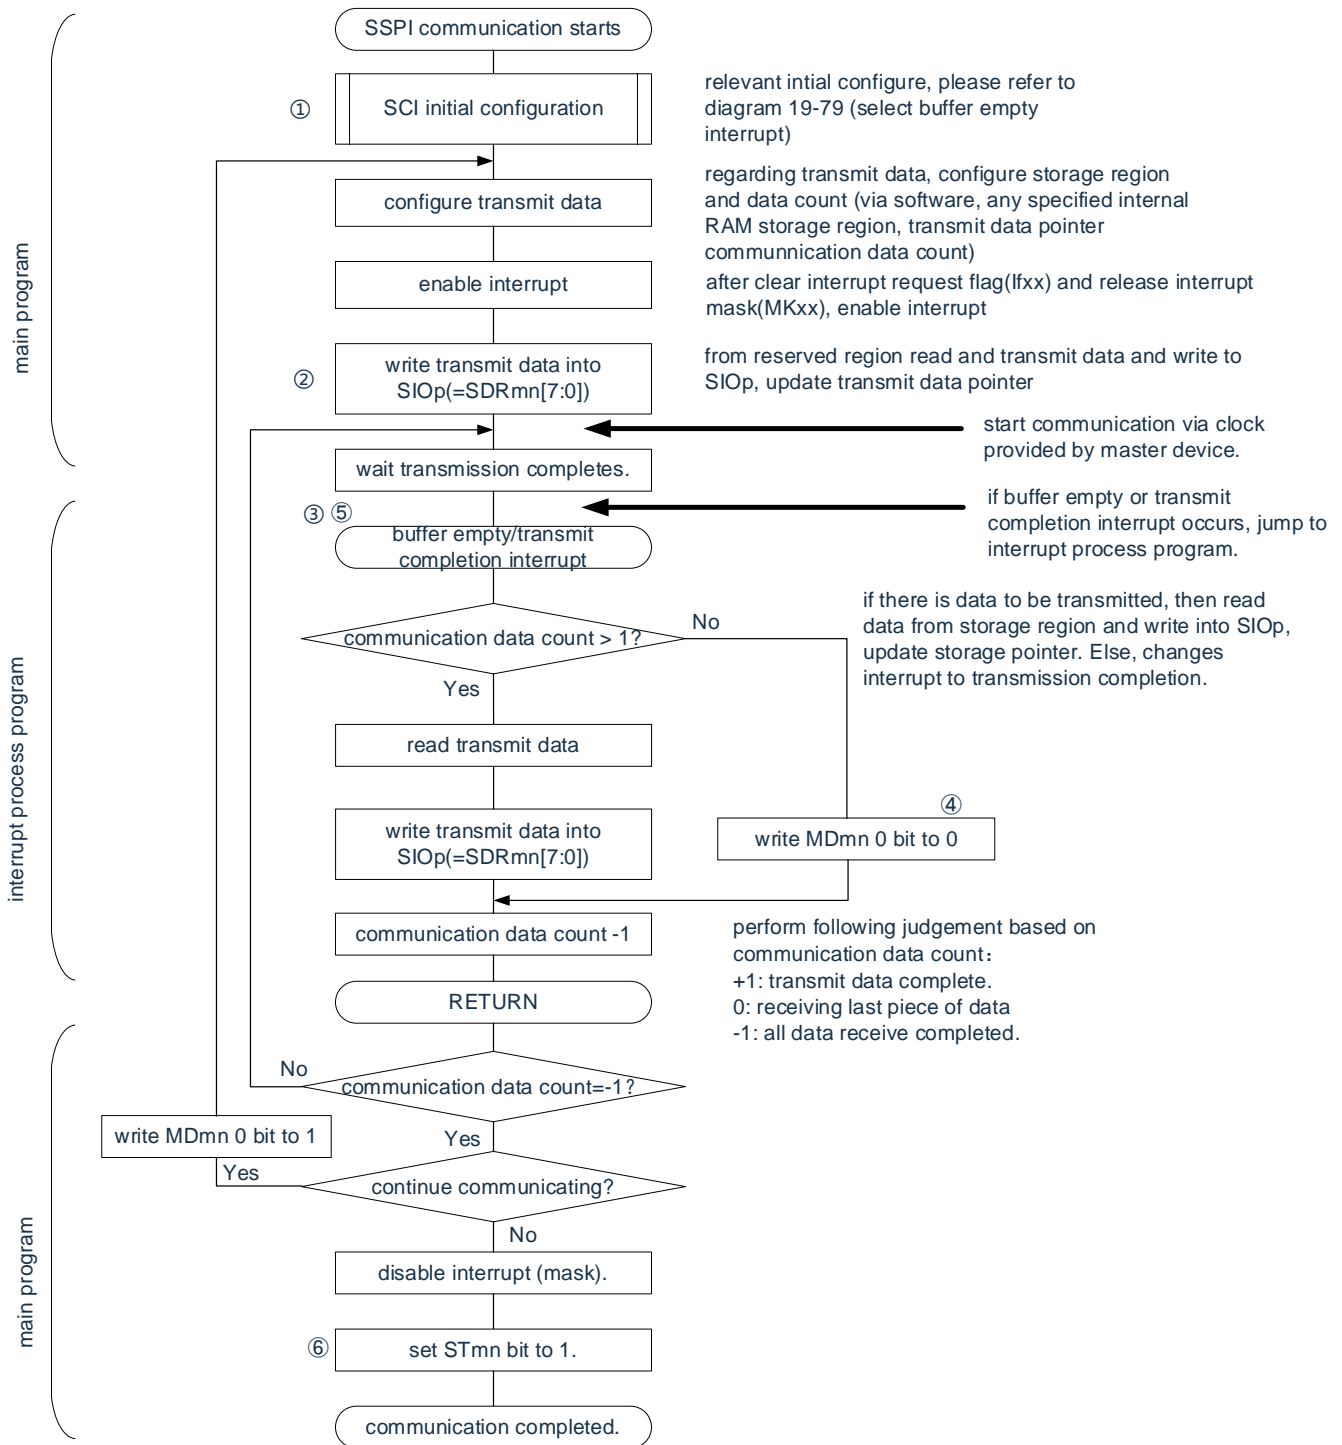 SSPI communication starts
①
SCI initial configuration
relevant intial configure, please refer to
diagram 19-79 (select buffer empty
interrupt)
configure transmit data
regarding transmit data, configure storage region
and data count (via software, any specified internal
RAM storage region, transmit data pointer
communnication data count)
enable interrupt
after clear interrupt request flag(Ifxx) and release interrupt
mask(MKxx), enable interrupt
main program
②
write transmit data into
SIOp(=SDRmn[7:0])
from reserved region read and transmit data and write to
SIOp, update transmit data pointer
start communication via clock
provided by master device.
wait transmission completes.
③ ⑤
buffer empty/transmit
completion interrupt
if buffer empty or transmit
completion interrupt occurs, jump to
interrupt process program.
communication data count > 1?
No
Yes
if there is data to be transmitted, then read
data from storage region and write into SIOp,
update storage pointer. Else, changes
interrupt to transmission completion.
interrupt process program
read transmit data
write transmit data into
SIOp(=SDRmn[7:0])
④
write MDmn 0 bit to 0
communication data count -1
perform following judgement based on
communication data count：
+1: transmit data complete.
0: receiving last piece of data
-1: all data receive completed.
RETURN
No
communication data count=-1?
Yes
write MDmn 0 bit to 1
Yes
continue communicating?
No
main program
disable interrupt (mask).
⑥
set STmn bit to 1.
communication completed.